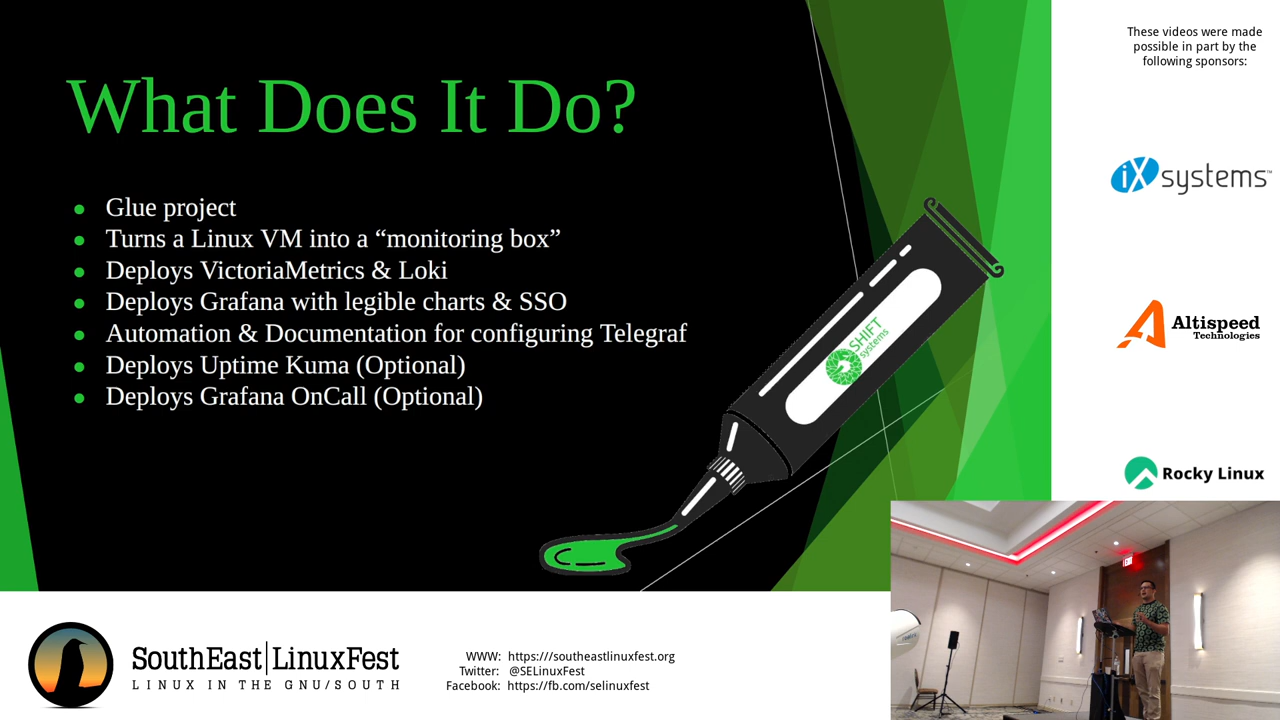 What Does It Do?
Glue project
Turns a Linux VM into a “monitoring box”
Deploys VictoriaMetrics & Loki
Deploys Grafana with legible charts & SSO
Automation & Documentation for configuring Telegraf
Deploys Uptime Kuma (Optional)
Deploys Grafana OnCall (Optional)
SHIFT
systems
These videos were made
possible in part by the
following sponsors:
iXsystems™
Altispeed
Technologies
Rocky Linux
EXIT
SouthEast|LinuxFest
LINUX IN THE GNU/SOUTH
WWW: https:///southeastlinuxfest.org
Twitter: @SELinuxFest
Facebook: https://fb.com/selinuxfest